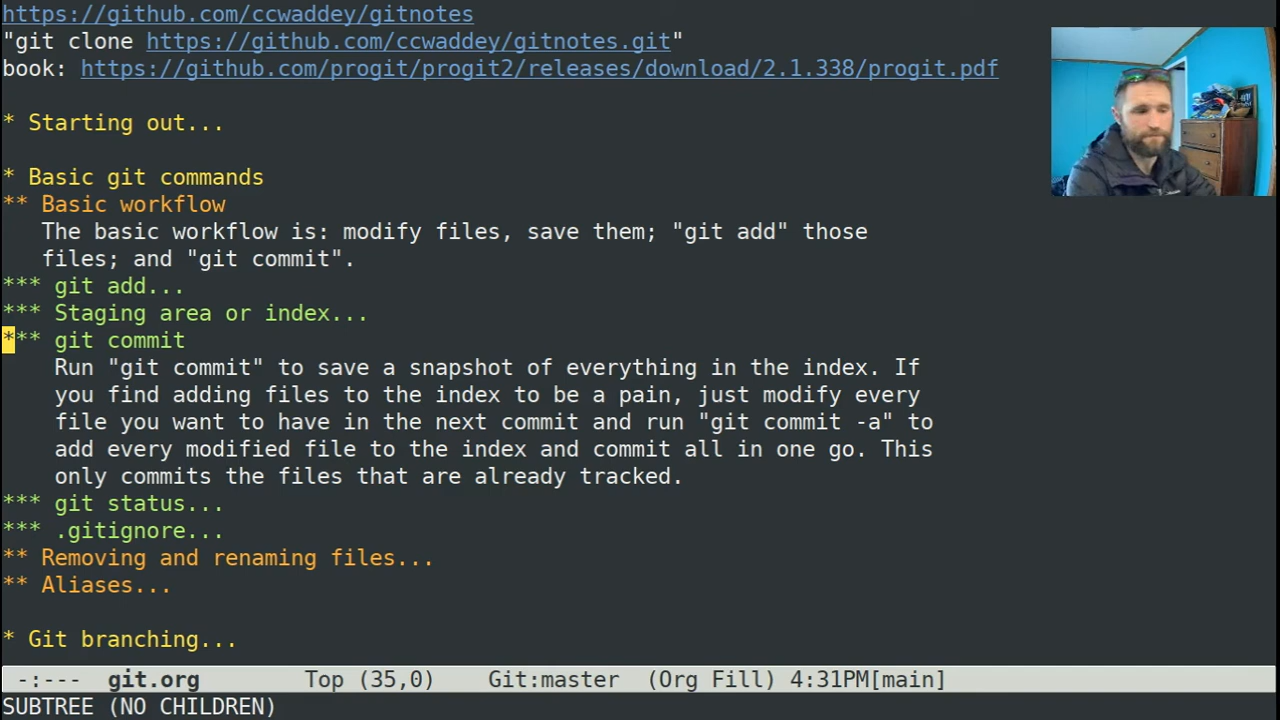 https://github.com/ccwaddey/gitnotes
"git clone https://github.com/ccwaddey/gitnotes.git"
book: https://github.com/progit/progit2/releases/download/2.1.338/progit.pdf
* Starting out...
* Basic git commands
** Basic workflow
The basic workflow is: modify files, save them; "git add" those
files; and "git commit".
*** git add...
*** Staging area or index...
*** git commit
Run "git commit" to save a snapshot of everything in the index. If
you find adding files to the index to be a pain, just modify every
file you want to have in the next commit and run "git commit -a" to
add every modified file to the index and commit all in one go. This
only commits the files that are already tracked.
*** git status...
*** .gitignore...
** Removing and renaming files...
** Aliases...
* Git branching...
-:--- git.org Top (35,0) Git:master (Org Fill) 4:31PM[main]
SUBTREE (NO CHILDREN)